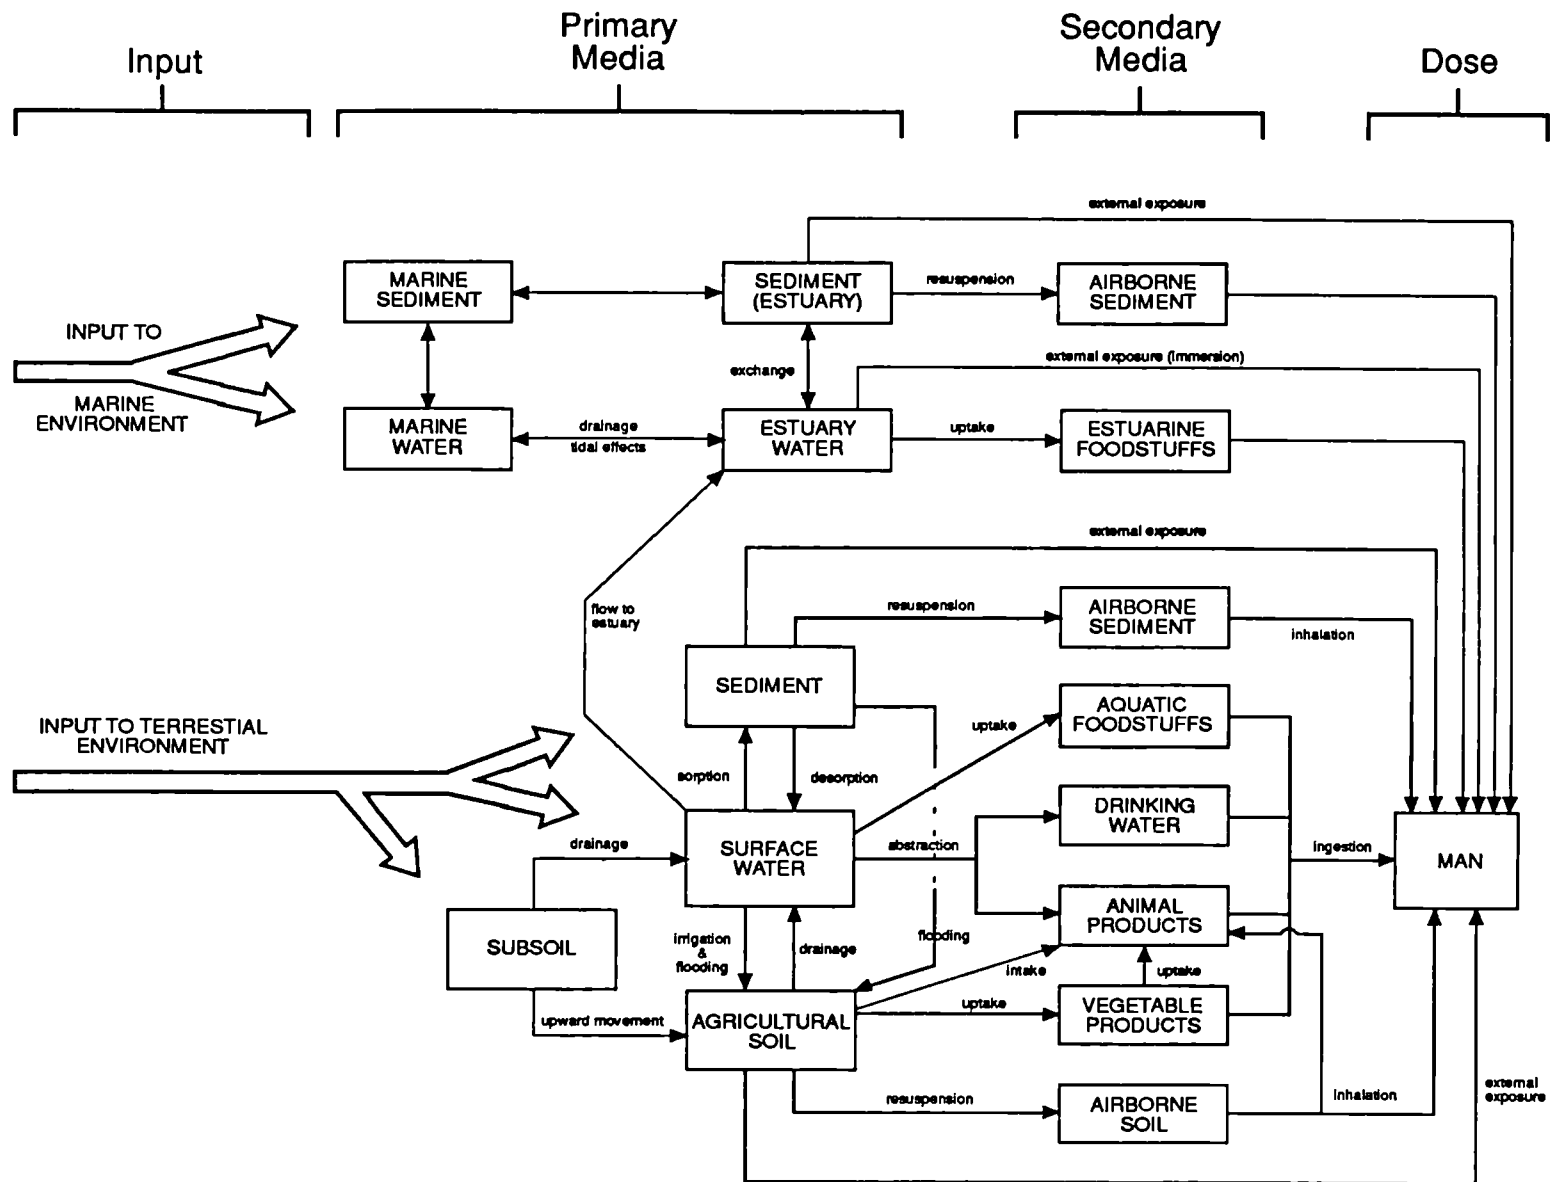 Input
Primary
Media
Secondary
Media
Dose
external exposure
MARINE
SEDIMENT
SEDIMENT
(ESTUARY)
resuspension
AIRBORNE
SEDIMENT
INPUT TO
MARINE
ENVIRONMENT
exchange
external exposure (immersion)
MARINE
WATER
drainage
tidal effects
ESTUARY
WATER
uptake
ESTUARINE
FOODSTUFFS
external exposure
flow to
estuary
resuspension
AIRBORNE
SEDIMENT
inhalation
SEDIMENT
INPUT TO TERRESTIAL
ENVIRONMENT
uptake
AQUATIC
FOODSTUFFS
sorption
desorption
DRINKING
WATER
drainage
SURFACE
WATER
abstraction
ingestion
MAN
SUBSOIL
irrigation
&
flooding
drainage
flooding
ANIMAL
PRODUCTS
intake
uptake
upward movement
AGRICULTURAL
SOIL
uptake
VEGETABLE
PRODUCTS
resuspension
AIRBORNE
SOIL
inhalation
external
exposure